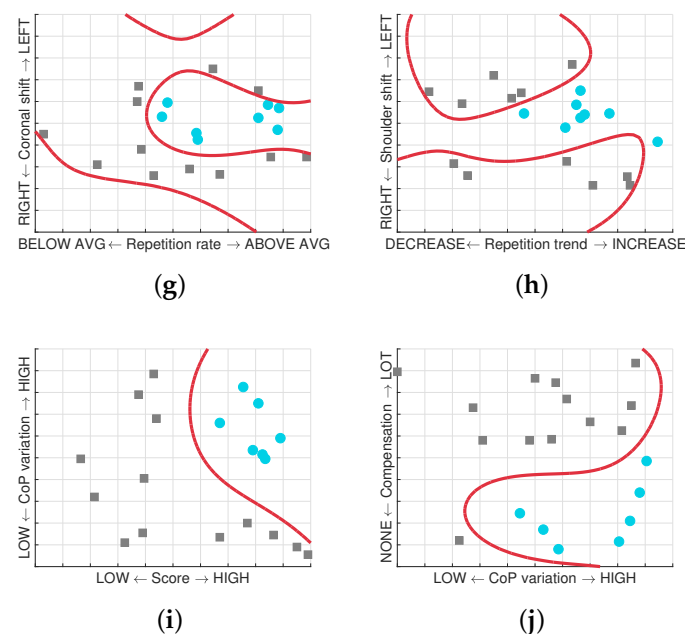 RIGHT ← Coronal shift → LEFT
BELOW AVG ← Repetition rate → ABOVE AVG
(g)
RIGHT ← Shoulder shift → LEFT
DECREASE ← Repetition trend → INCREASE
(h)
LOW ← CoP variation → HIGH
LOW ← Score → HIGH
(i)
NONE ← Compensation → LOT
LOW ← CoP variation → HIGH
(j)